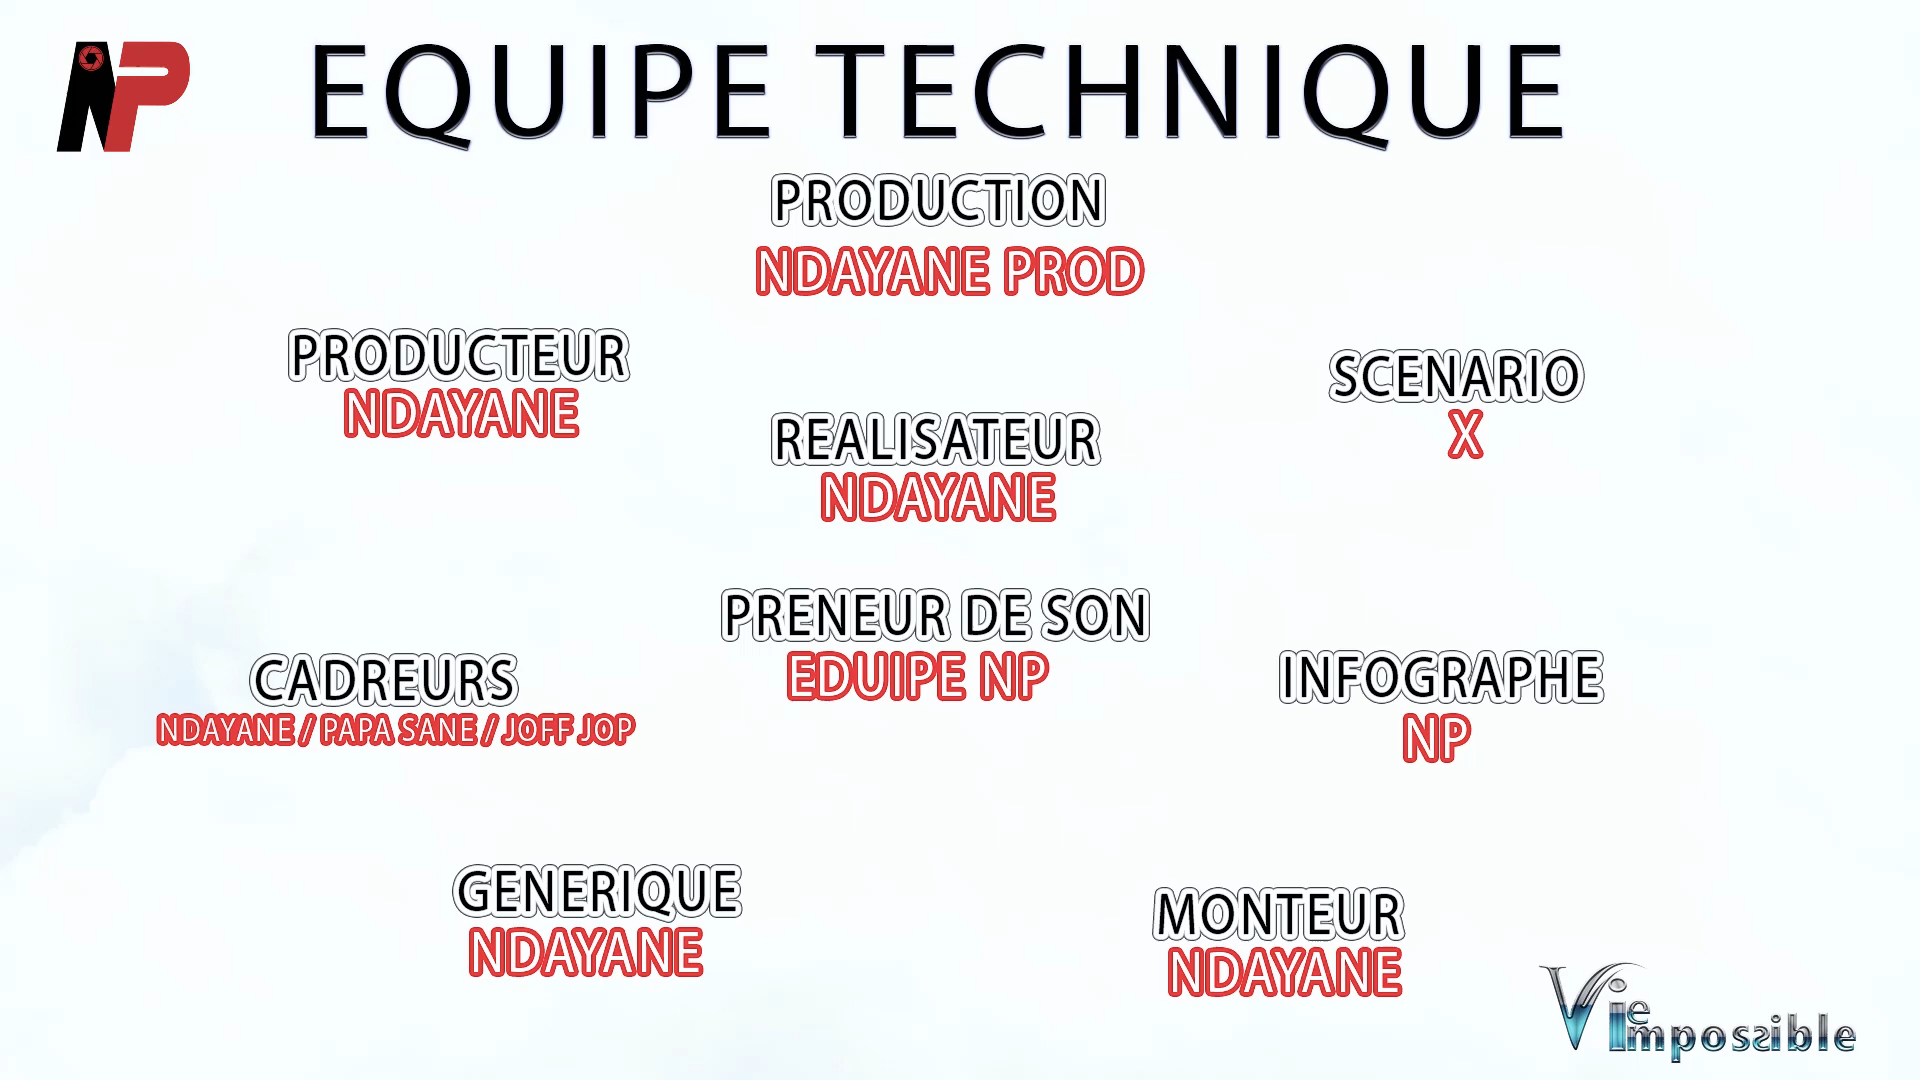 NP
EQUIPE TECHNIQUE
PRODUCTION
NDAYANE PROD
PRODUCTEUR
NDAYANE
SCENARIO
X
REALISATEUR
NDAYANE
PRENEUR DE SON
EDUIPE NP
CADREURS
NDAYANE / PAPA SANE / JOFF JOP
INFOGRAPHE
NP
GENERIQUE
NDAYANE
MONTEUR
NDAYANE
Vie
impossible